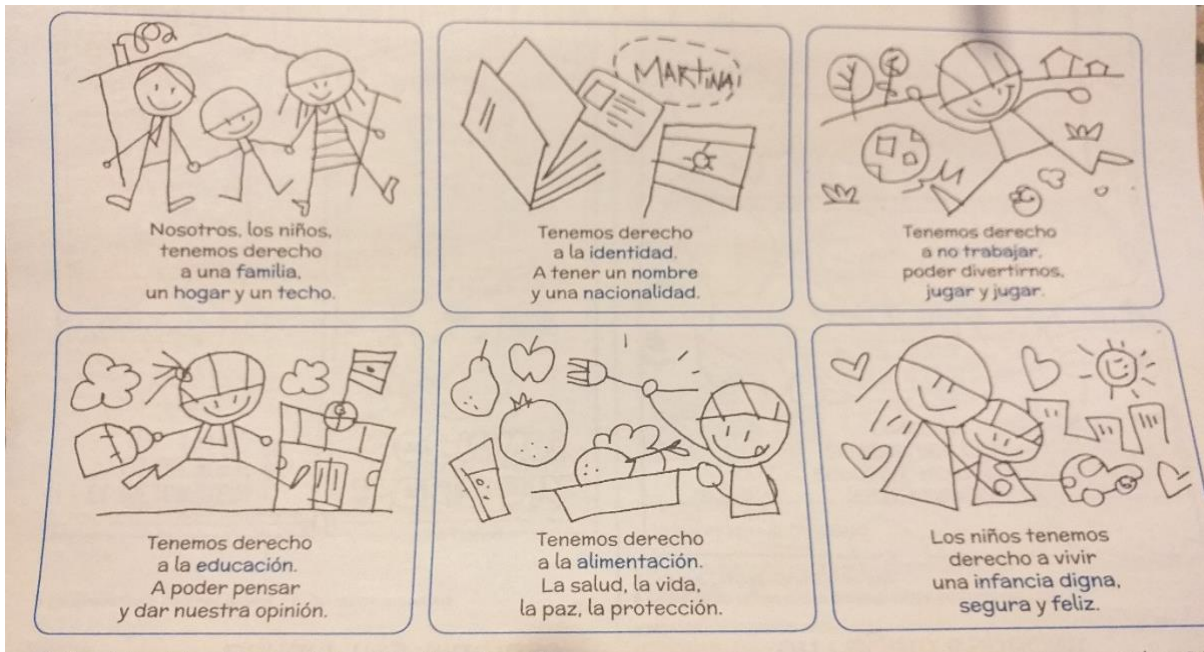 Nosotros, los niños,
tenemos derecho
a una familia,
un hogar y un techo.
MARTINA
Tenemos derecho
a la identidad.
A tener un nombre
y una nacionalidad.
Tenemos derecho
a no trabajar,
poder divertirnos,
jugar y jugar.
Tenemos derecho
a la educación.
A poder pensar
y dar nuestra opinión.
Tenemos derecho
a la alimentación.
La salud, la vida,
la paz, la protección.
Los niños tenemos
derecho a vivir
una infancia digna,
segura y feliz.